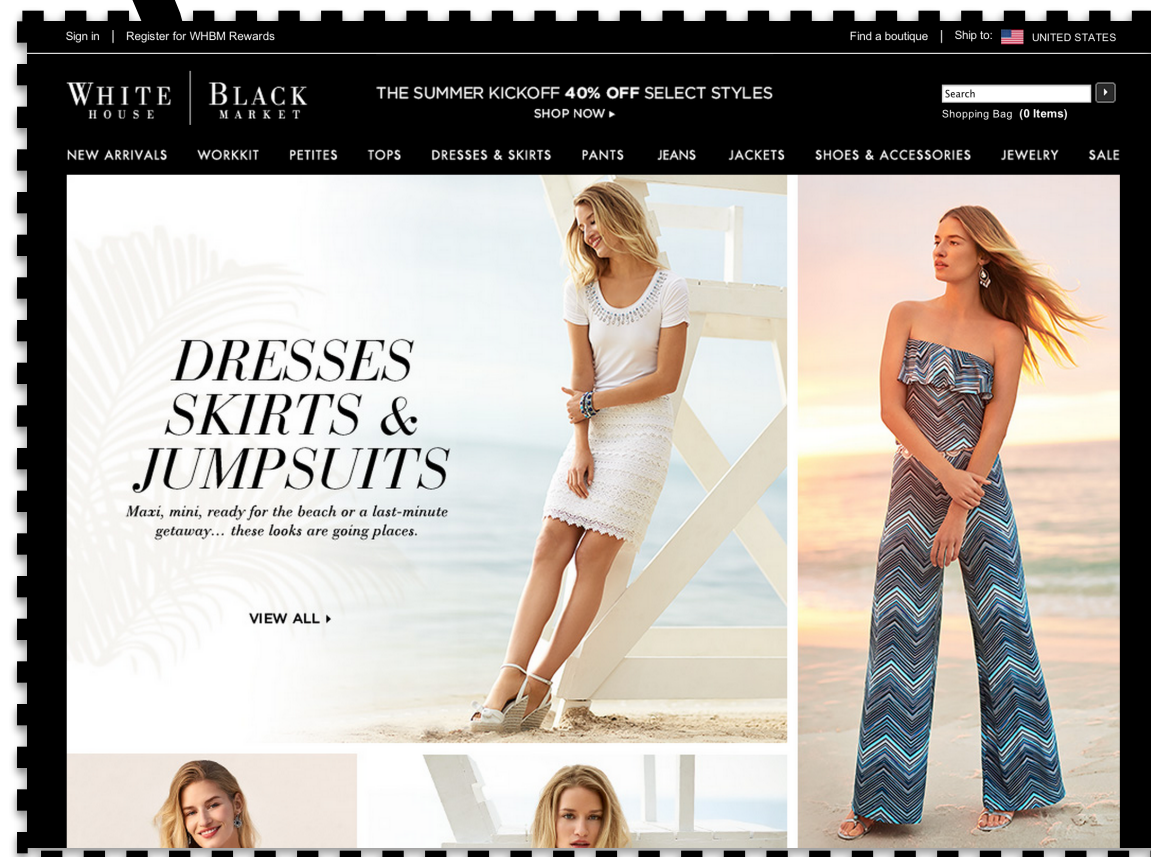 Sign in | Register for WHBM Rewards
Find a boutique | Ship to: UNITED STATES
WHITE HOUSE | BLACK MARKET
THE SUMMER KICKOFF 40% OFF SELECT STYLES
SHOP NOW
Search
Shopping Bag (0 Items)
NEW ARRIVALS WORKKIT PETITES TOPS DRESSES & SKIRTS PANTS JEANS JACKETS SHOES & ACCESSORIES JEWELRY SALE
DRESSES
SKIRTS &
JUMPSUITS
Maxi, mini, ready for the beach or a last-minute
getaway... these looks are going places.
VIEW ALL